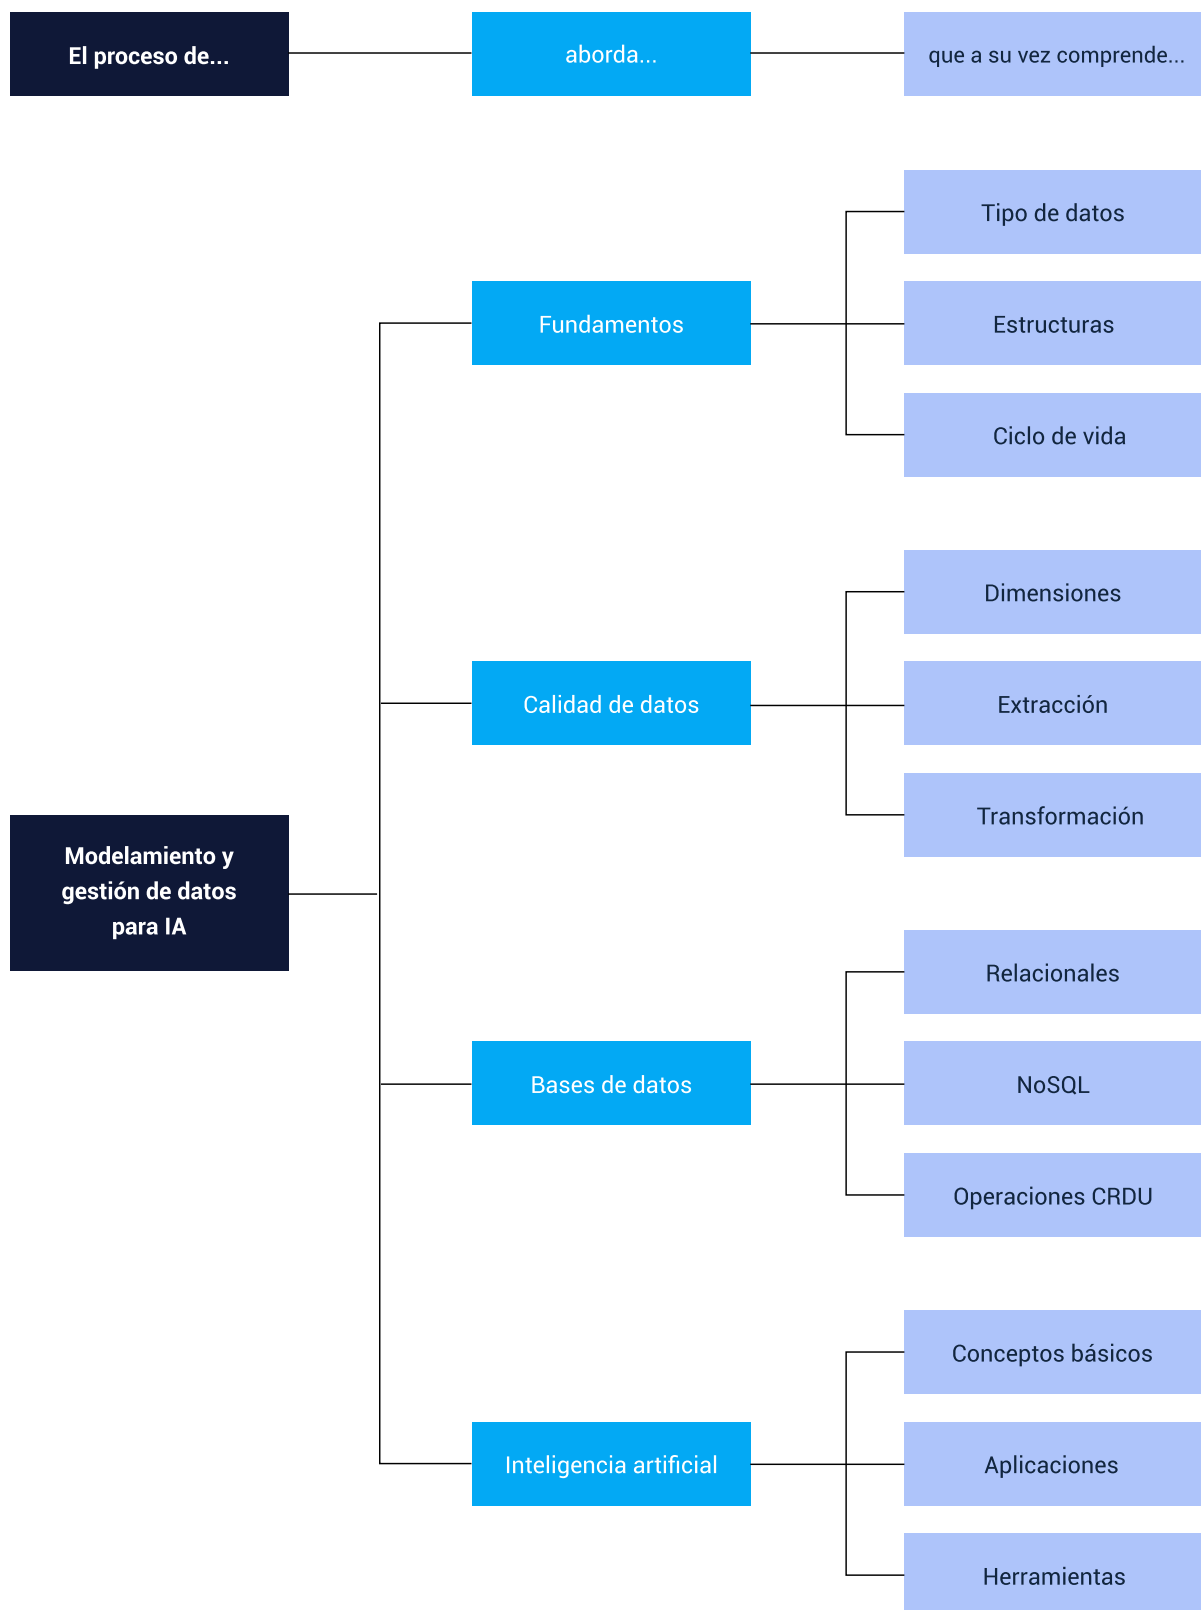 El proceso de...
aborda...
que a su vez comprende...
Tipo de datos
Fundamentos
Estructuras
Ciclo de vida
Dimensiones
Calidad de datos
Extracción
Transformación
Modelamiento y
gestión de datos
para IA
Relacionales
Bases de datos
NoSQL
Operaciones CRDU
Conceptos básicos
Inteligencia artificial
Aplicaciones
Herramientas